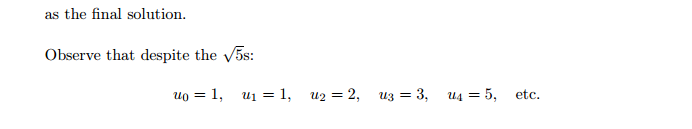 as the final solution.
Observe that despite the √5s:
u₀ = 1, u₁ = 1, u₂ = 2, u₃ = 3, u₄ = 5, etc.